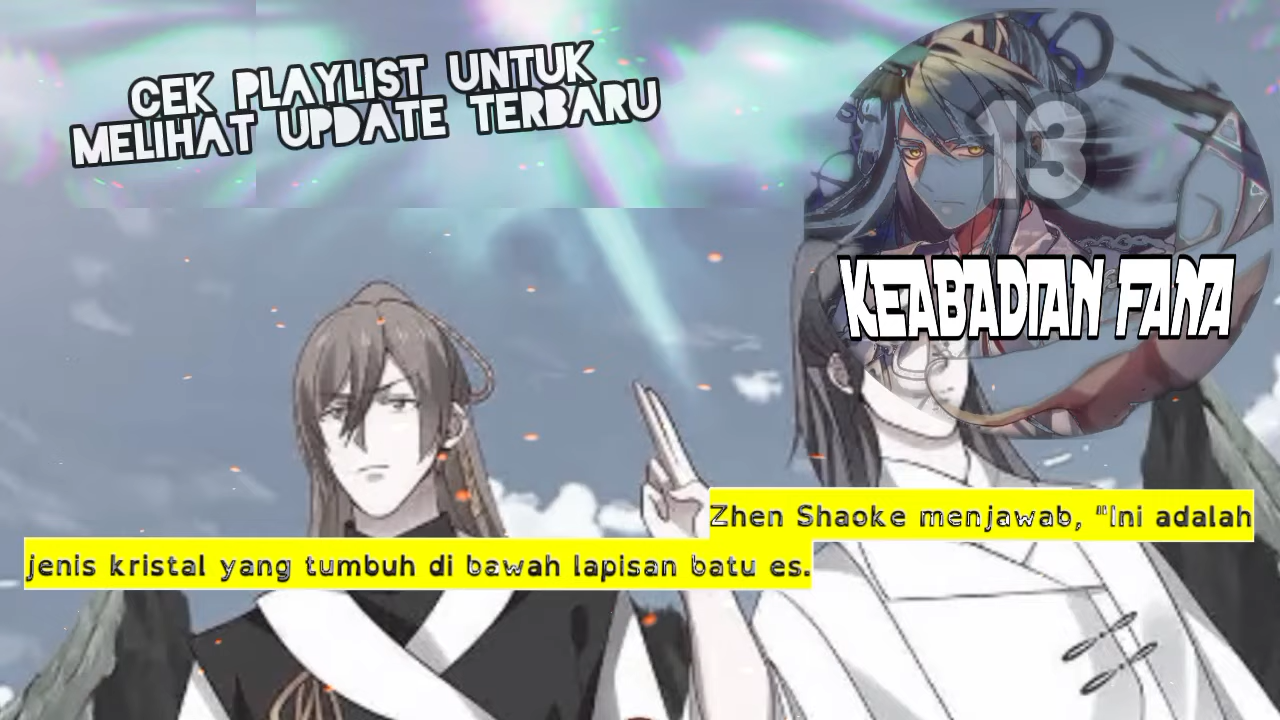 CEK PLAYLIST UNTUK
MELIHAT UPDATE TERBARU
13
KEABADIAN FANA
Zhen Shaoke menjawab, "Ini adalah
jenis kristal yang tumbuh di bawah lapisan batu es.